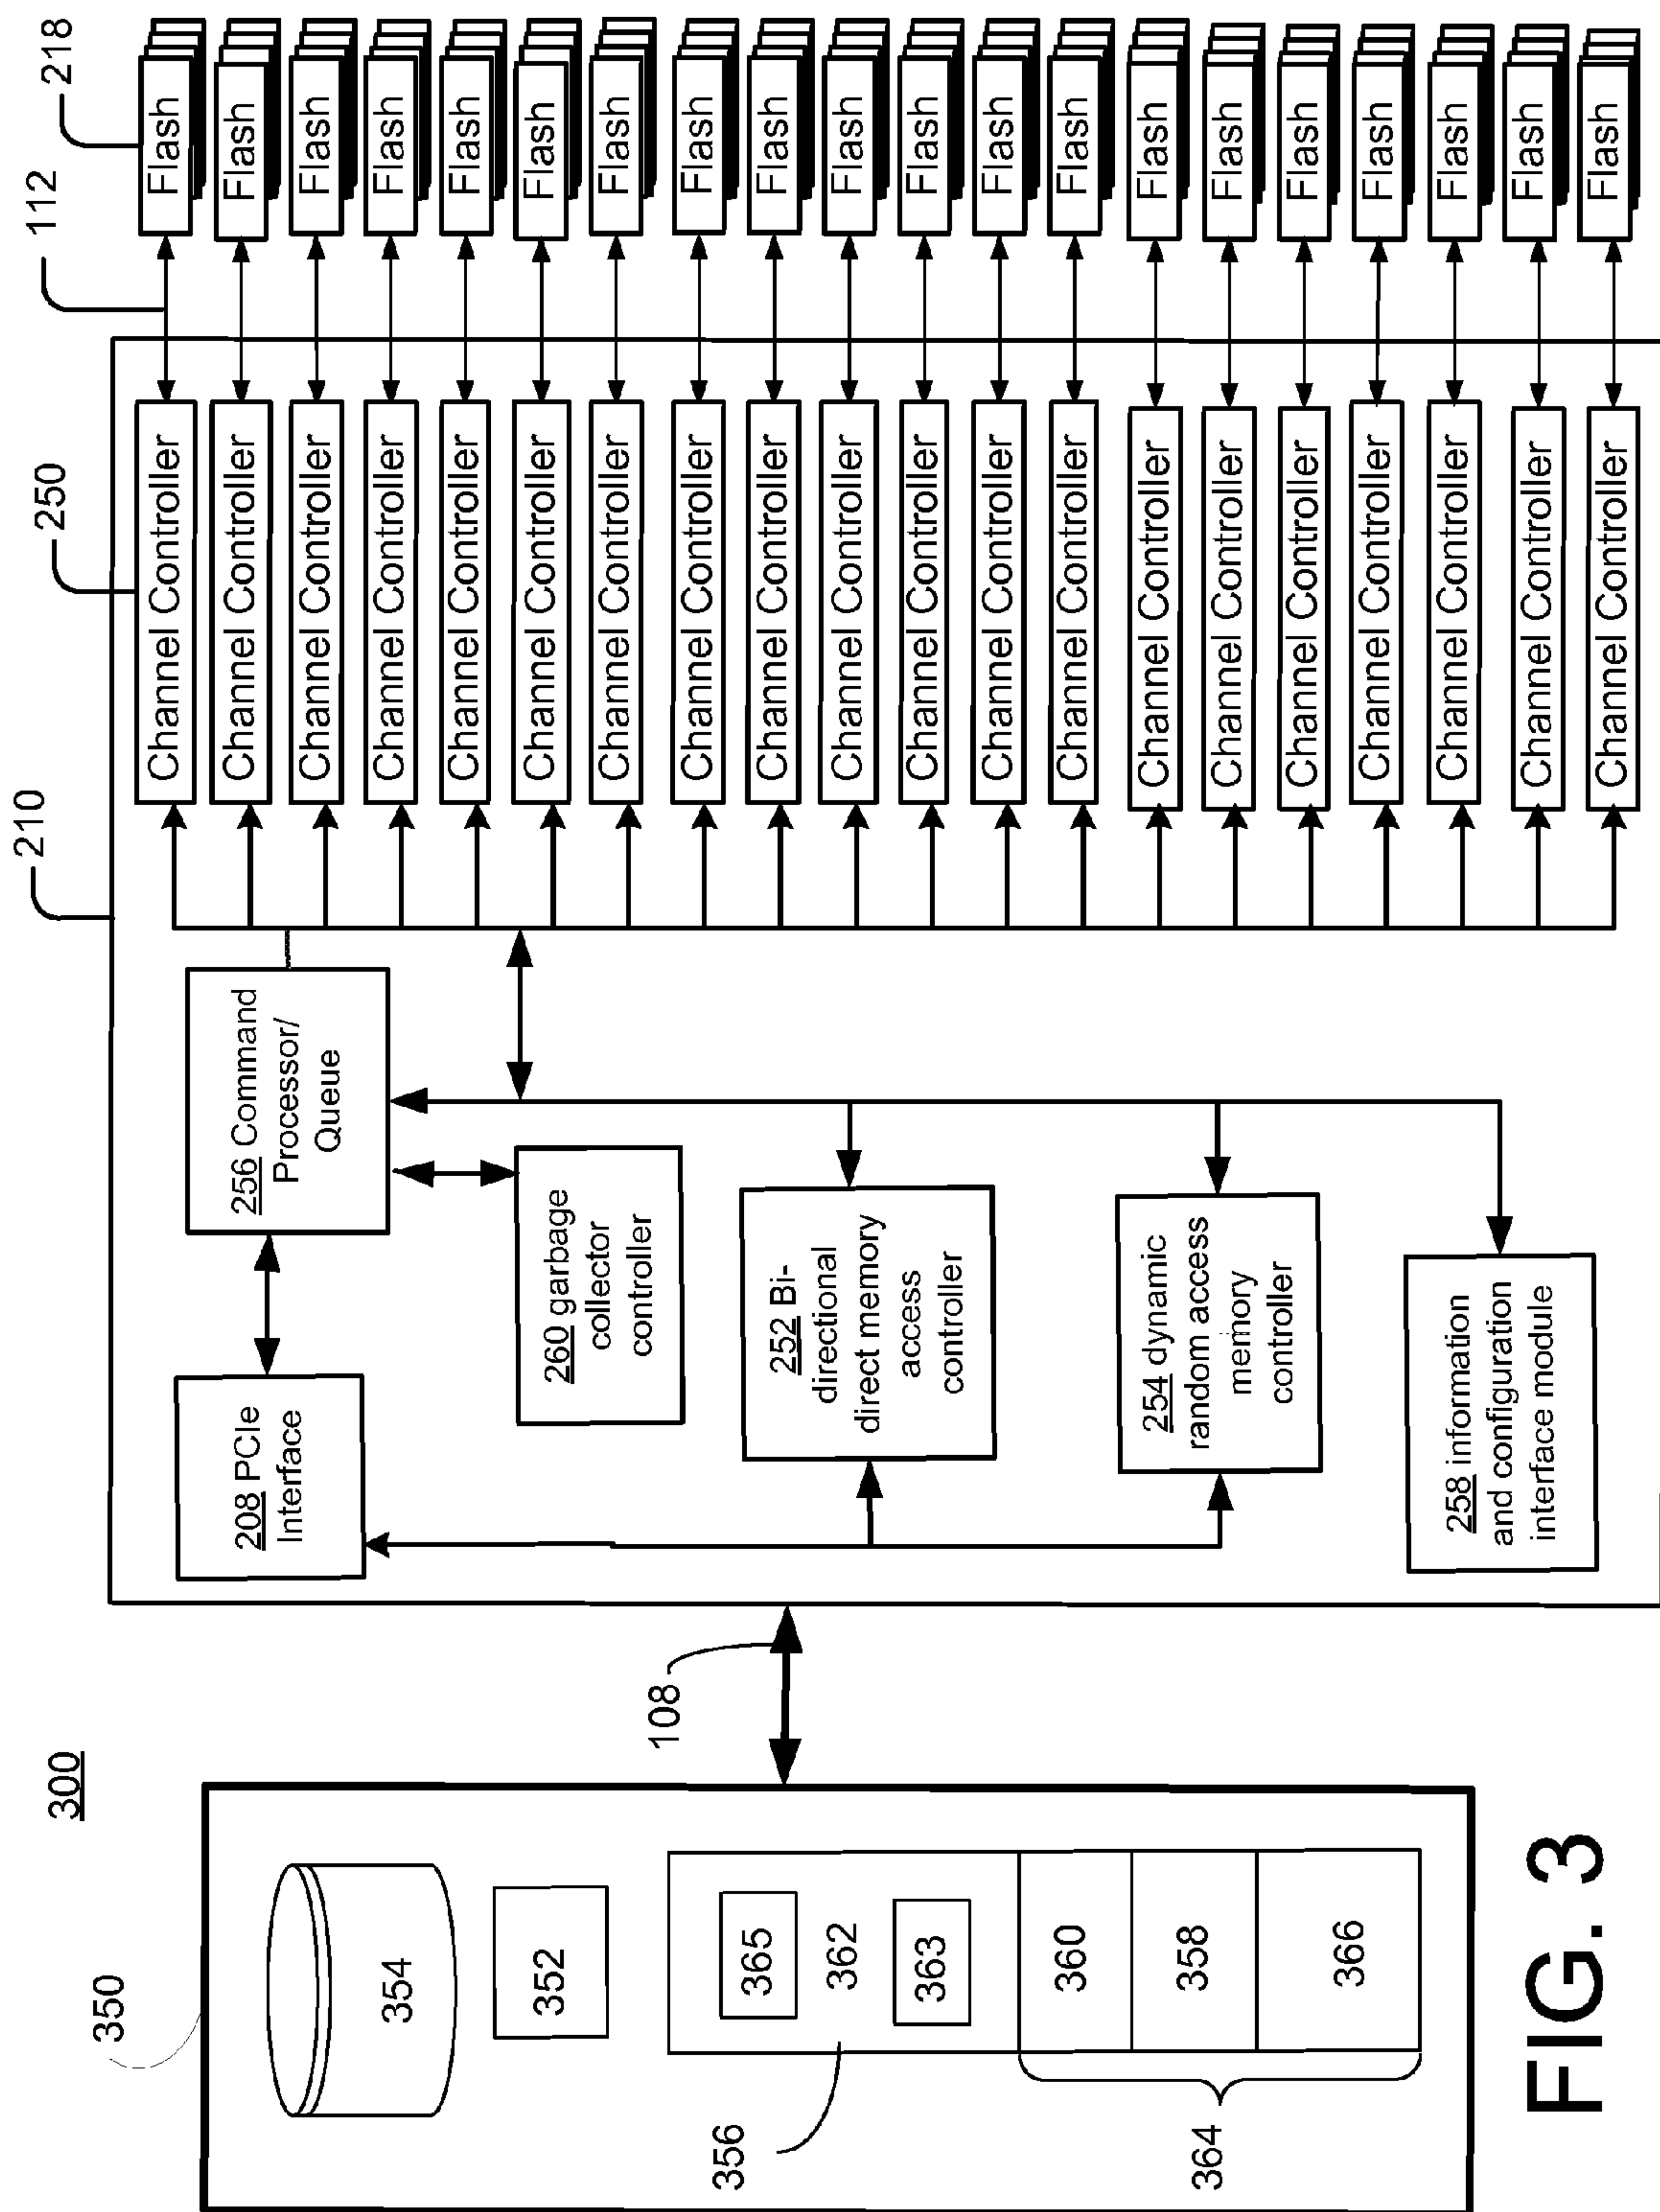 300
350
354
352
365
362
363
356
360
358
366
364
108
210
208 PCIe
Interface
256 Command
Processor/
Queue
260 garbage
collector
controller
252 Bi-
directional
direct memory
access
controller
254 dynamic
random access
memory
controller
258 information
and configuration
interface module
250
112
218
Channel Controller
Flash
Channel Controller
Flash
Channel Controller
Flash
Channel Controller
Flash
Channel Controller
Flash
Channel Controller
Flash
Channel Controller
Flash
Channel Controller
Flash
Channel Controller
Flash
Channel Controller
Flash
Channel Controller
Flash
Channel Controller
Flash
Channel Controller
Flash
Channel Controller
Flash
Channel Controller
Flash
Channel Controller
Flash
Channel Controller
Flash
Channel Controller
Flash
Channel Controller
Flash
Channel Controller
Flash
FIG. 3